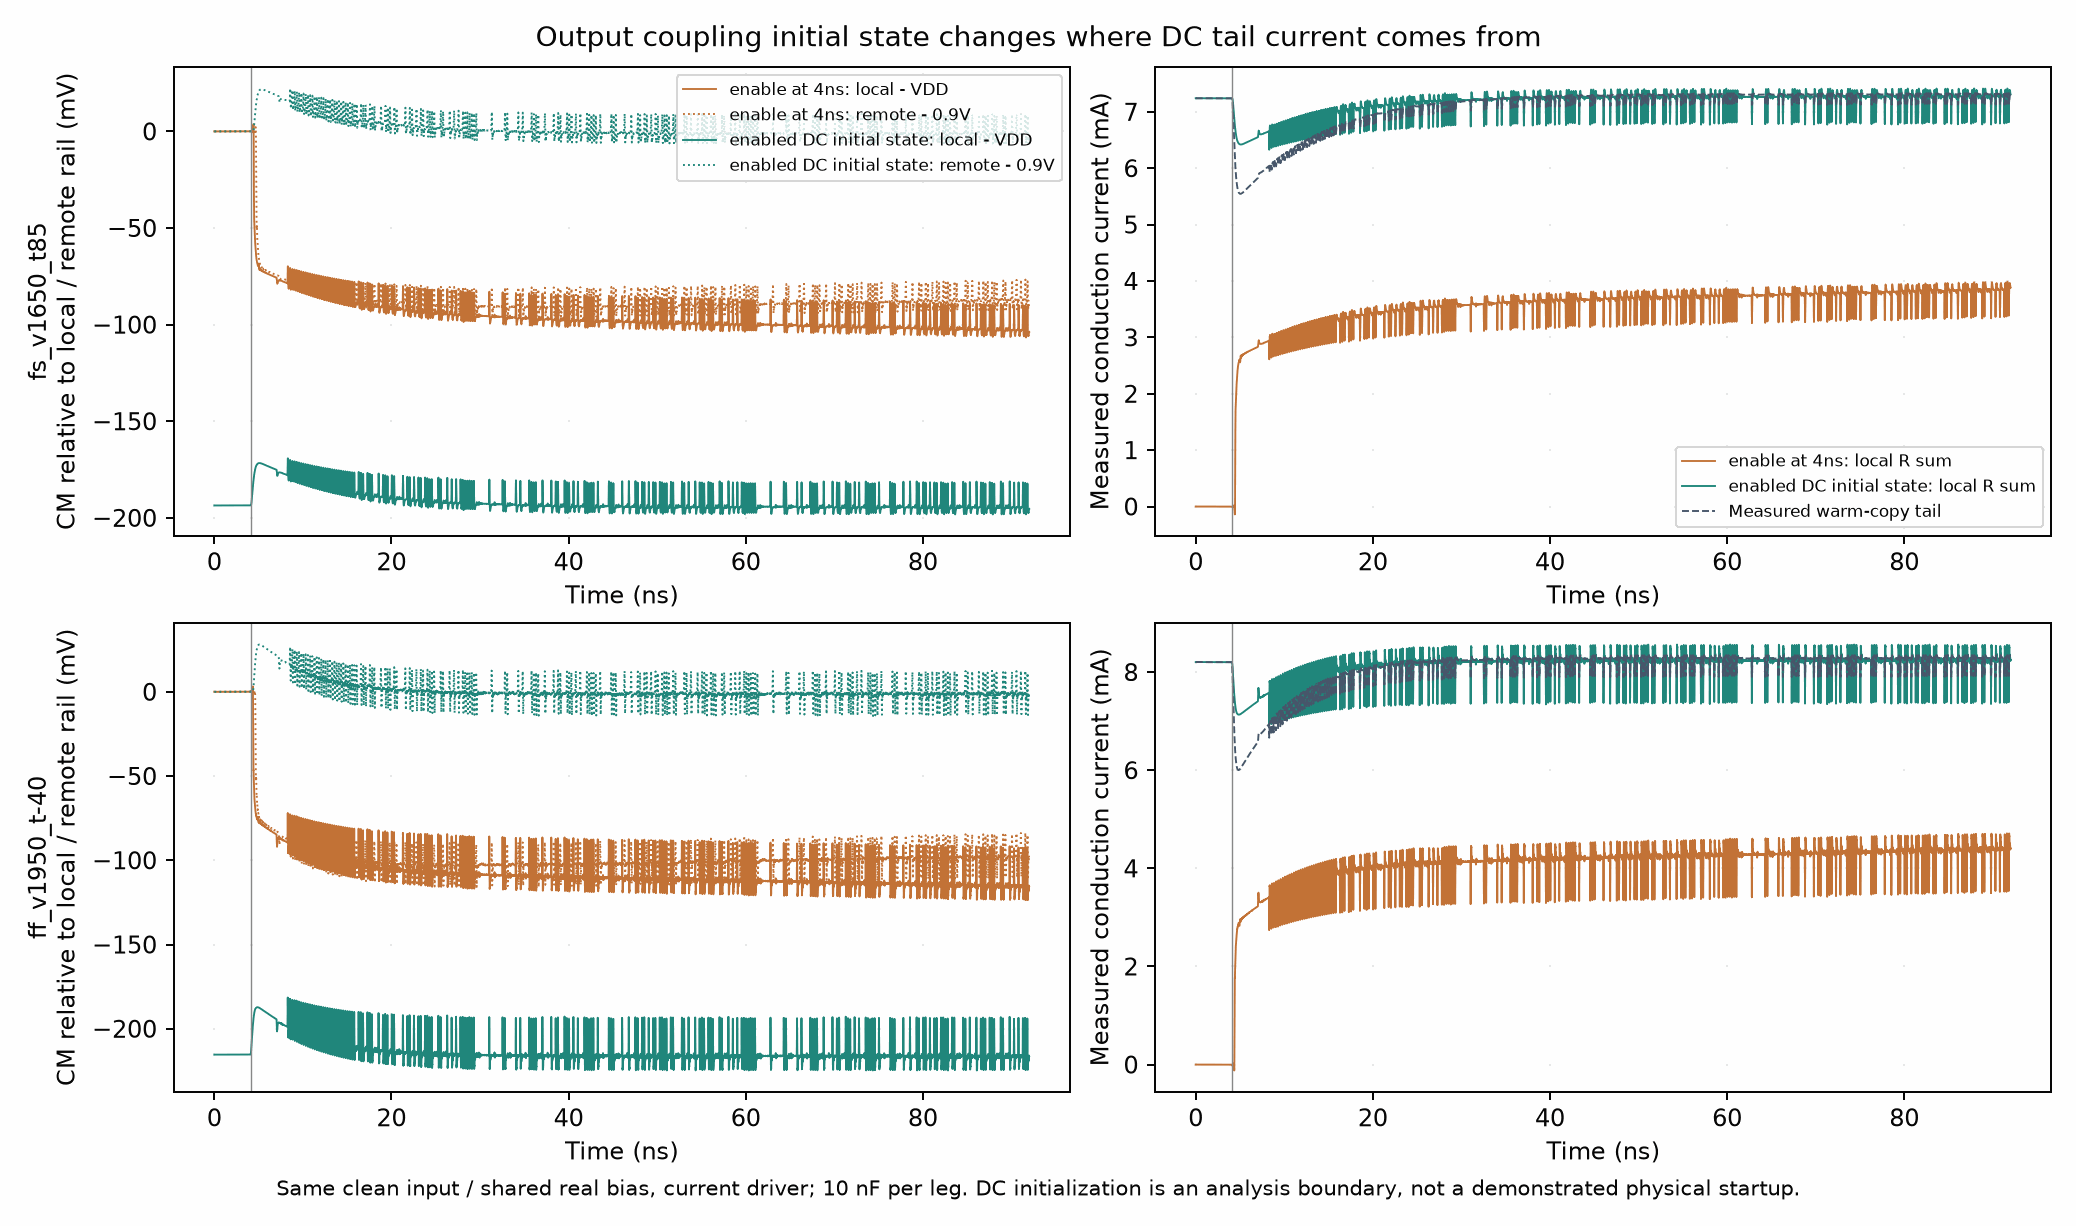 Output coupling initial state changes where DC tail current comes from
fs_v1650_t85
CM relative to local / remote rail (mV)
0
−50
−100
−150
−200
enable at 4ns: local - VDD
enable at 4ns: remote - 0.9V
enabled DC initial state: local - VDD
enabled DC initial state: remote - 0.9V
0 20 40 60 80
Time (ns)
Measured conduction current (mA)
7
6
5
4
3
2
1
0
enable at 4ns: local R sum
enabled DC initial state: local R sum
Measured warm-copy tail
0 20 40 60 80
Time (ns)
ff_v1950_t-40
CM relative to local / remote rail (mV)
0
−50
−100
−150
−200
0 20 40 60 80
Time (ns)
Measured conduction current (mA)
8
6
4
2
0
0 20 40 60 80
Time (ns)
Same clean input / shared real bias, current driver; 10 nF per leg. DC initialization is an analysis boundary, not a demonstrated physical startup.